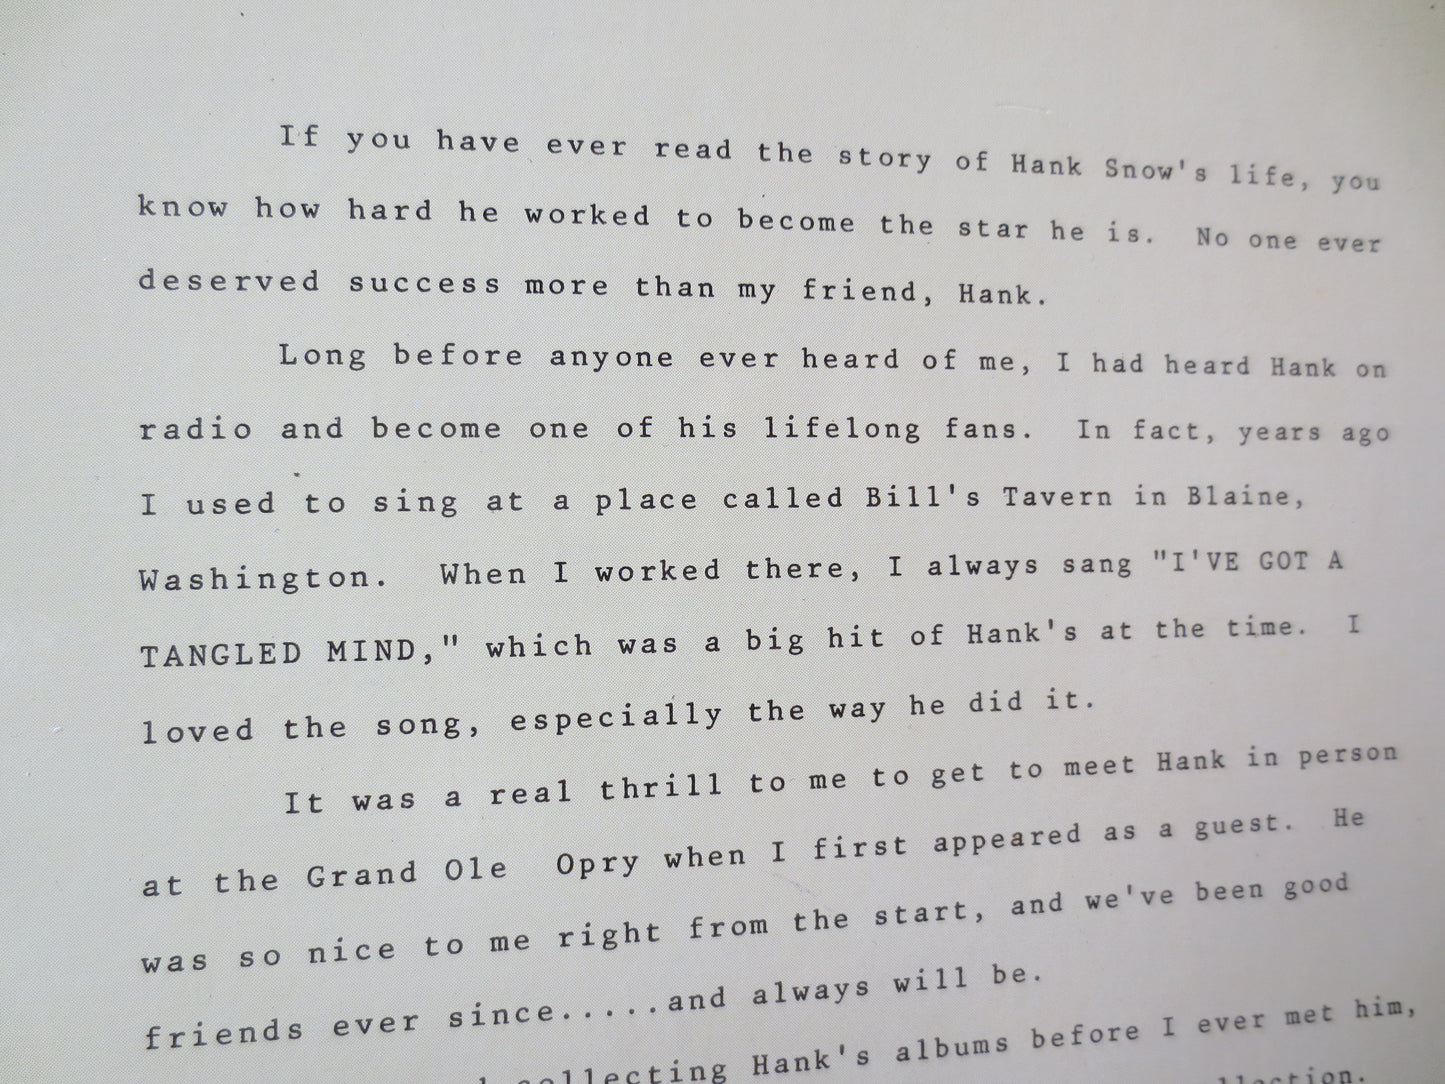 If you have ever read the story of Hank Snow's life, you
know how hard he worked to become the star he is.  No one ever
deserved success more than my friend, Hank.
Long before anyone ever heard of me, I had heard Hank on
radio and become one of his lifelong fans.  In fact, years ago
I used to sing at a place called Bill's Tavern in Blaine,
Washington.  When I worked there, I always sang "I'VE GOT A
TANGLED MIND," which was a big hit of Hank's at the time.  I
loved the song, especially the way he did it.
It was a real thrill to me to get to meet Hank in person
at the Grand Ole  Opry when I first appeared as a guest.  He
was so nice to me right from the start, and we've been good
friends ever since.....and always will be.
collecting Hank's albums before I ever met him,